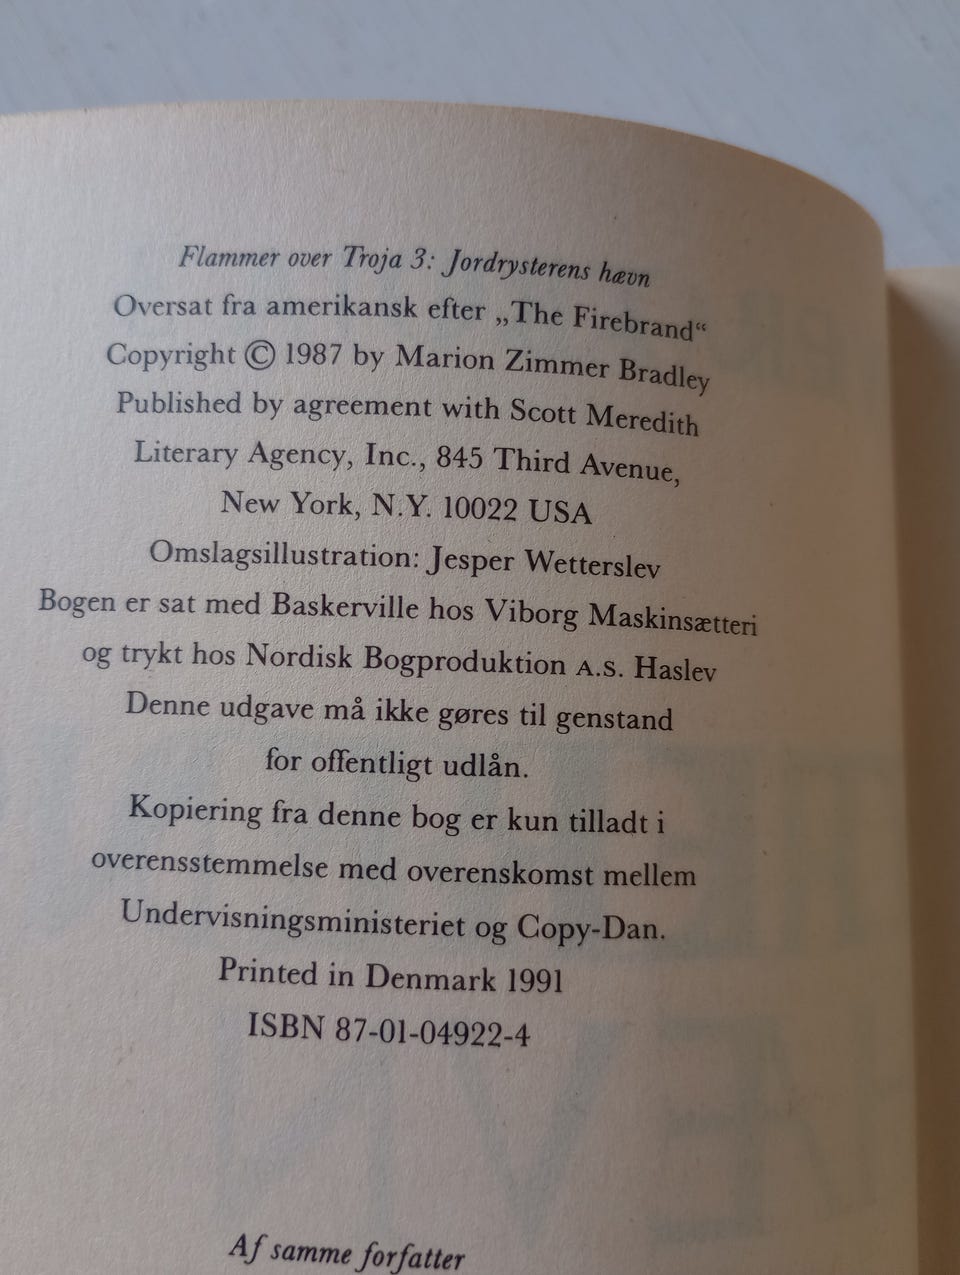 Flammer over Troja 3: Jordrysterens hævn
Oversat fra amerikansk efter „The Firebrand“
Copyright © 1987 by Marion Zimmer Bradley
Published by agreement with Scott Meredith
Literary Agency, Inc., 845 Third Avenue,
New York, N.Y. 10022 USA
Omslagsillustration: Jesper Wetterslev
Bogen er sat med Baskerville hos Viborg Maskinsætteri
og trykt hos Nordisk Bogproduktion A.S. Haslev
Denne udgave må ikke gøres til genstand
for offentligt udlån.
Kopiering fra denne bog er kun tilladt i
overensstemmelse med overenskomst mellem
Undervisningsministeriet og Copy-Dan.
Printed in Denmark 1991
ISBN 87-01-04922-4
Af samme forfatter